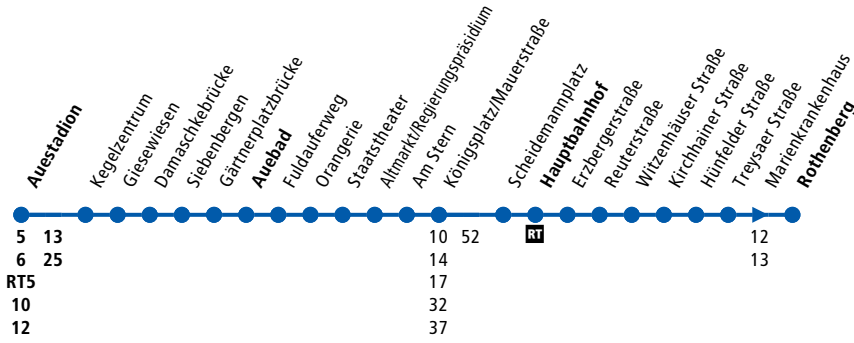 Auestadion
Kegelzentrum
Giesewiesen
Damaschkebrücke
Siebenbergen
Gärtnerplatzbrücke
Auebad
Fuldauferweg
Orangerie
Staatstheater
Altmarkt/Regierungspräsidium
Am Stern
Königsplatz/Mauerstraße
Scheidemannplatz
Hauptbahnhof
Erzbergerstraße
Reuterstraße
Witzenhäuser Straße
Kirchhainer Straße
Hünfelder Straße
Treysaer Straße
Marienkrankenhaus
Rothenberg
5 13 10 52 RT 12
6 25 14 13
RT5 17
10 32
12 37